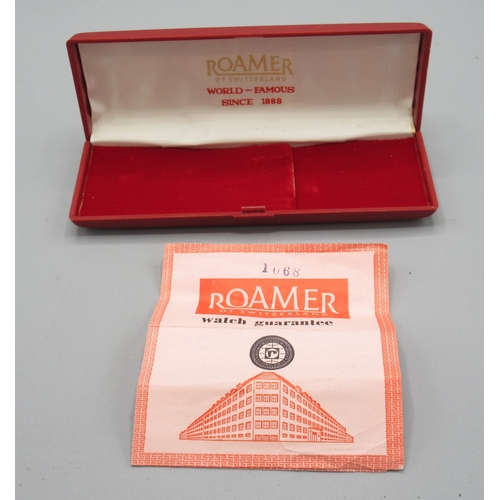 ROAMER
OF SWITZERLAND
WORLD-FAMOUS
SINCE 1888
1068
ROAMER
OF SWITZERLAND
watch guarantee